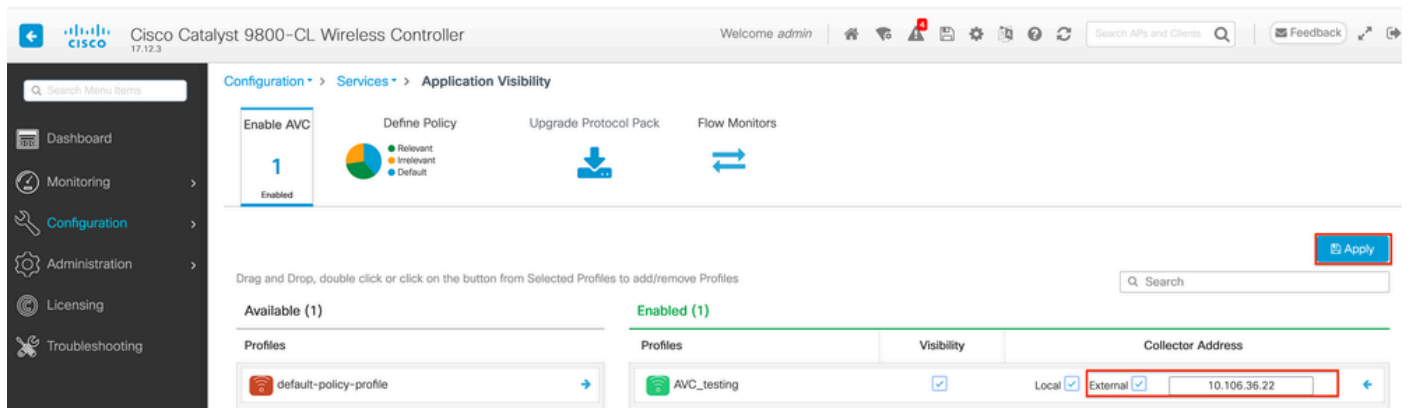 CISCO
Cisco Catalyst 9800-CL Wireless Controller
17.12.3
Welcome admin
4
Search APs and Clients
Feedback
Search Menu Items
Dashboard
Monitoring
Configuration
Administration
Licensing
Troubleshooting
Configuration > Services > Application Visibility
Enable AVC
1
Enabled
Define Policy
Relevant
Irrelevant
Default
Upgrade Protocol Pack
Flow Monitors
Apply
Drag and Drop, double click or click on the button from Selected Profiles to add/remove Profiles
Search
Available (1)
Enabled (1)
Profiles
Profiles
Visibility
Collector Address
default-policy-profile
AVC_testing
Local
External
10.106.36.22